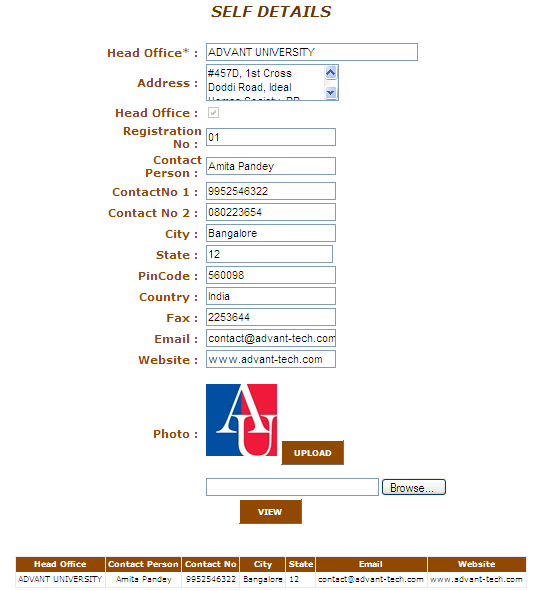 SELF DETAILS
Head Office* : ADVANT UNIVERSITY
Address : #457D, 1st Cross
Doddi Road, Ideal
Head Office :
Registration No : 01
Contact Person : Amita Pandey
ContactNo 1 : 9952546322
Contact No 2 : 080223654
City : Bangalore
State : 12
PinCode : 560098
Country : India
Fax : 2253644
Email : contact@advant-tech.com
Website : www.advant-tech.com
AU
Photo : UPLOAD
Browse...
VIEW
Head Office Contact Person Contact No City State Email Website
ADVANT UNIVERSITY Amita Pandey 9952546322 Bangalore 12 contact@advant-tech.com www.advant-tech.com